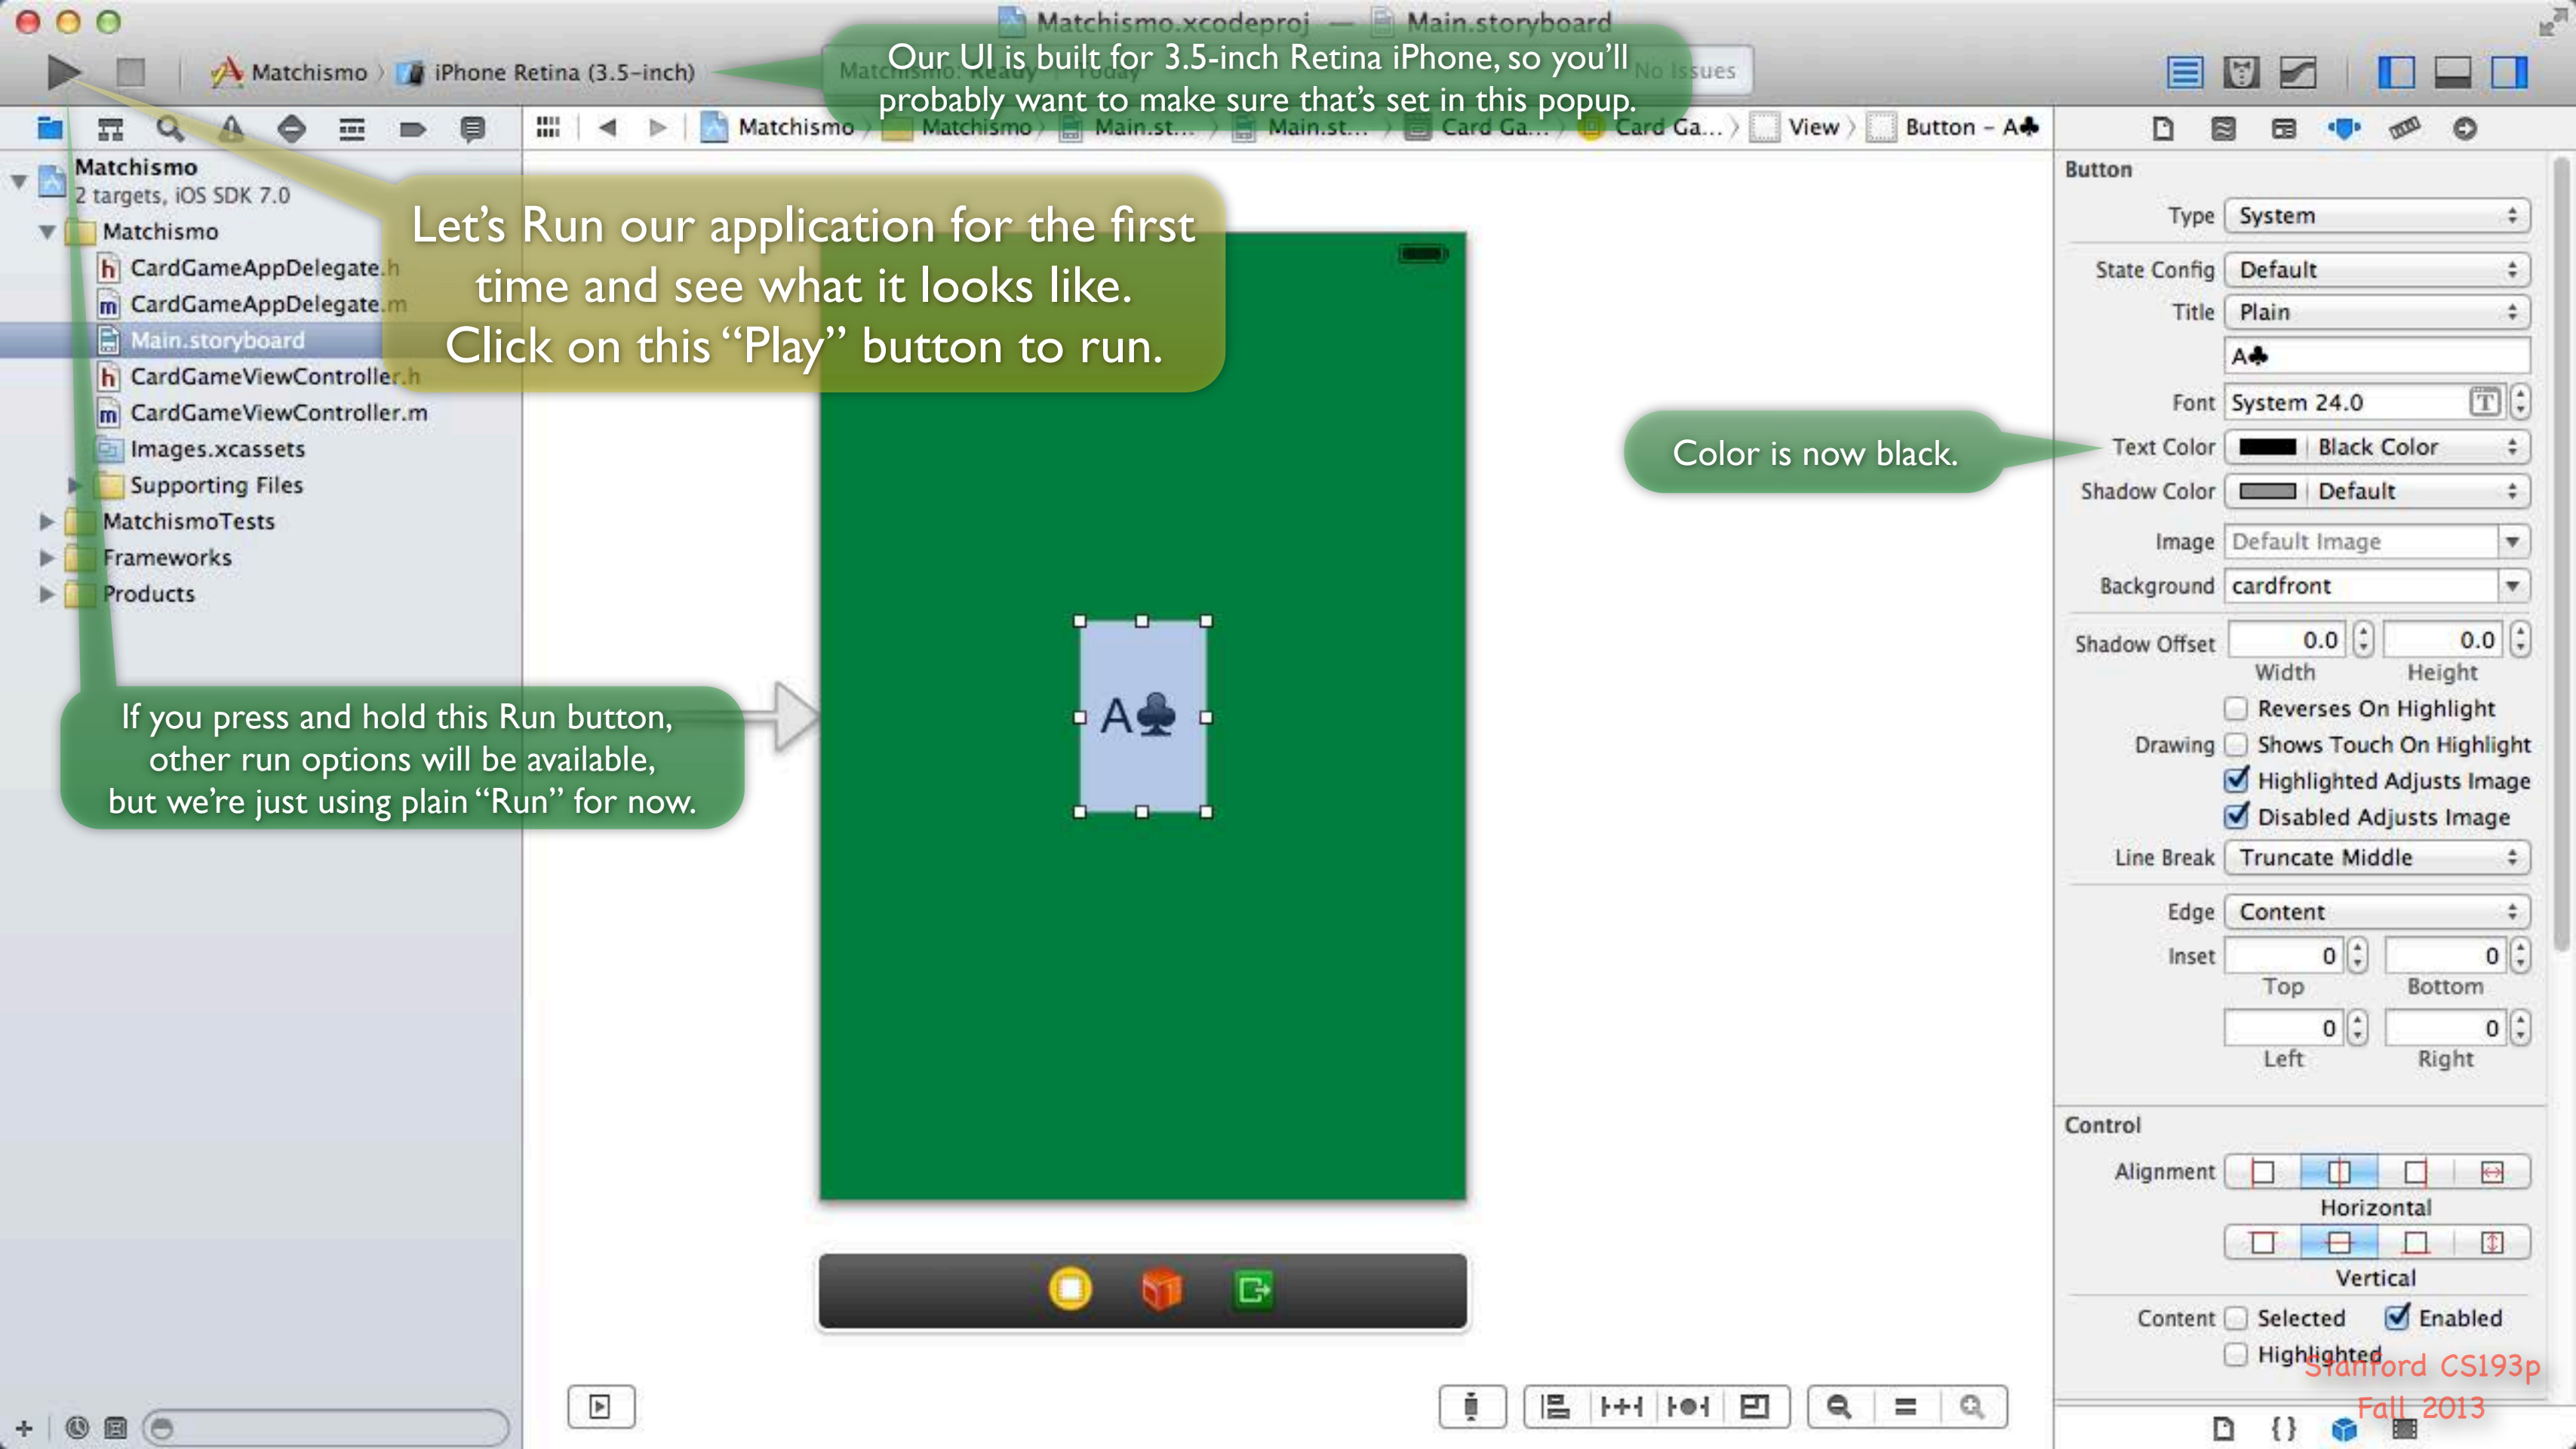 Matchismo.xcodeproj — Main.storyboard
Matchismo
iPhone Retina (3.5-inch)
Matchismo: Ready | Today
No Issues
Our UI is built for 3.5-inch Retina iPhone, so you'll
probably want to make sure that's set in this popup.
Matchismo
Matchismo
Main.st...
Main.st...
Card Ga...
Card Ga...
View
Button - A♣
Matchismo
2 targets, iOS SDK 7.0
Matchismo
h CardGameAppDelegate.h
m CardGameAppDelegate.m
Main.storyboard
h CardGameViewController.h
m CardGameViewController.m
Images.xcassets
Supporting Files
MatchismoTests
Frameworks
Products
Let's Run our application for the first
time and see what it looks like.
Click on this “Play” button to run.
If you press and hold this Run button,
other run options will be available,
but we're just using plain “Run” for now.
A♣
Color is now black.
Button
Type System
State Config Default
Title Plain
A♣
Font System 24.0 T
Text Color Black Color
Shadow Color Default
Image Default Image
Background cardfront
Shadow Offset 0.0 0.0
Width Height
Reverses On Highlight
Drawing Shows Touch On Highlight
Highlighted Adjusts Image
Disabled Adjusts Image
Line Break Truncate Middle
Edge Content
Inset 0 0
Top Bottom
0 0
Left Right
Control
Alignment
Horizontal
Vertical
Content Selected Enabled
Highlighted
Stanford CS193p
Fall 2013
{}